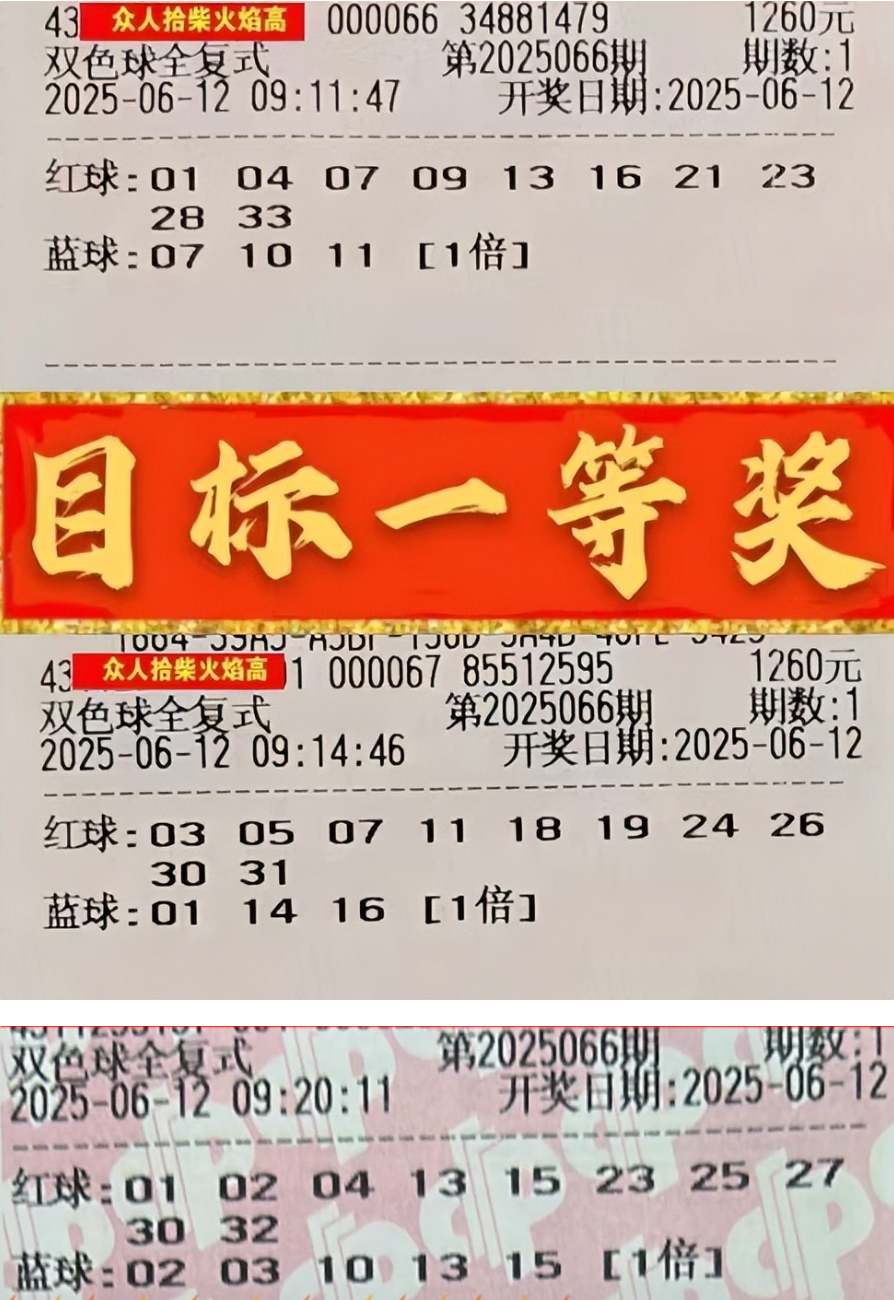 43 众人拾柴火焰高 000066 34881479 1260元
双色球全复式 第2025066期 期数:1
2025-06-12 09:11:47 开奖日期:2025-06-12
红球:01 04 07 09 13 16 21 23
28 33
蓝球:07 10 11 [1倍]
目标一等奖
43 众人拾柴火焰高 1 000067 85512595 1260元
双色球全复式 第2025066期 期数:1
2025-06-12 09:14:46 开奖日期:2025-06-12
红球:03 05 07 11 18 19 24 26
30 31
蓝球:01 14 16 [1倍]
双色球全复式 第2025066期 期数:1
2025-06-12 09:20:11 开奖日期:2025-06-12
红球:01 02 04 13 15 23 25 27
30 32
蓝球:02 03 10 13 15 [1倍]